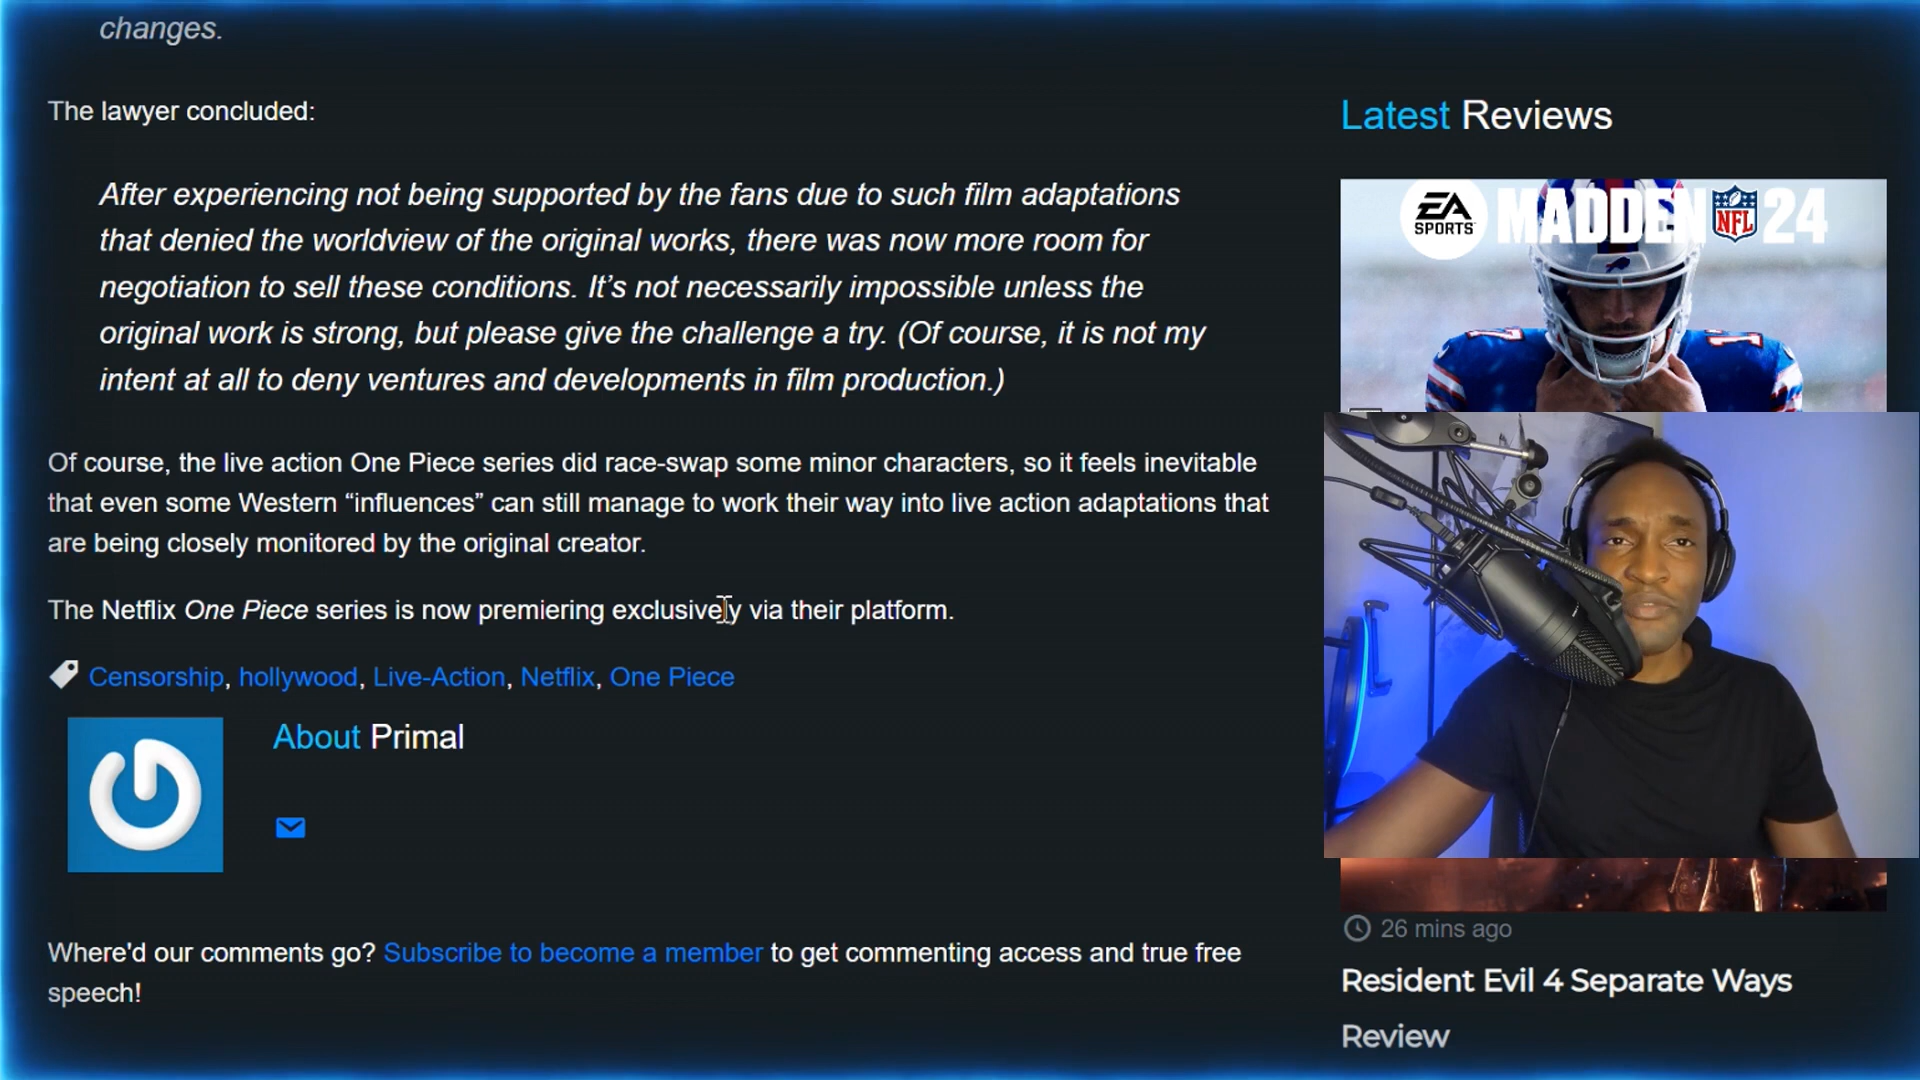 changes.
The lawyer concluded:
After experiencing not being supported by the fans due to such film adaptations
that denied the worldview of the original works, there was now more room for
negotiation to sell these conditions. It’s not necessarily impossible unless the
original work is strong, but please give the challenge a try. (Of course, it is not my
intent at all to deny ventures and developments in film production.)
Of course, the live action One Piece series did race-swap some minor characters, so it feels inevitable
that even some Western “influences” can still manage to work their way into live action adaptations that
are being closely monitored by the original creator.
The Netflix One Piece series is now premiering exclusively via their platform.
Censorship, hollywood, Live-Action, Netflix, One Piece
About Primal
Where'd our comments go? Subscribe to become a member to get commenting access and true free
speech!
Latest Reviews
EA
SPORTS
MADDEN NFL 24
26 mins ago
Resident Evil 4 Separate Ways
Review